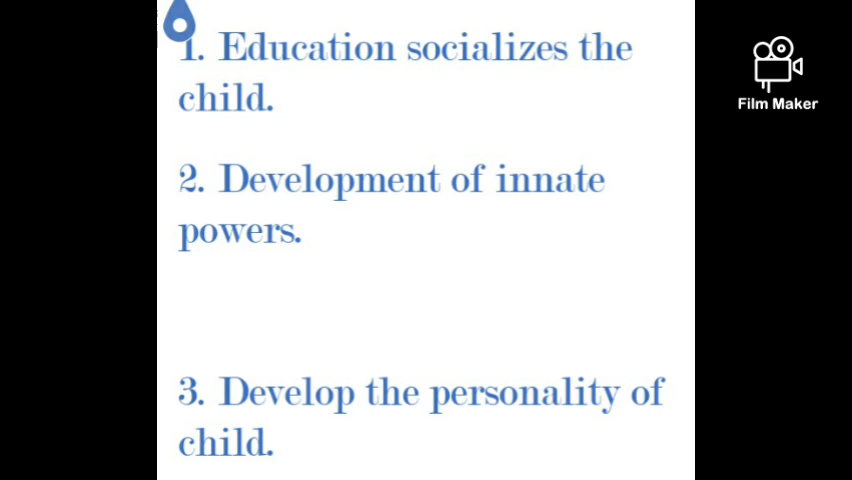 1. Education socializes the
child.
2. Development of innate
powers.
3. Develop the personality of
child.
Film Maker